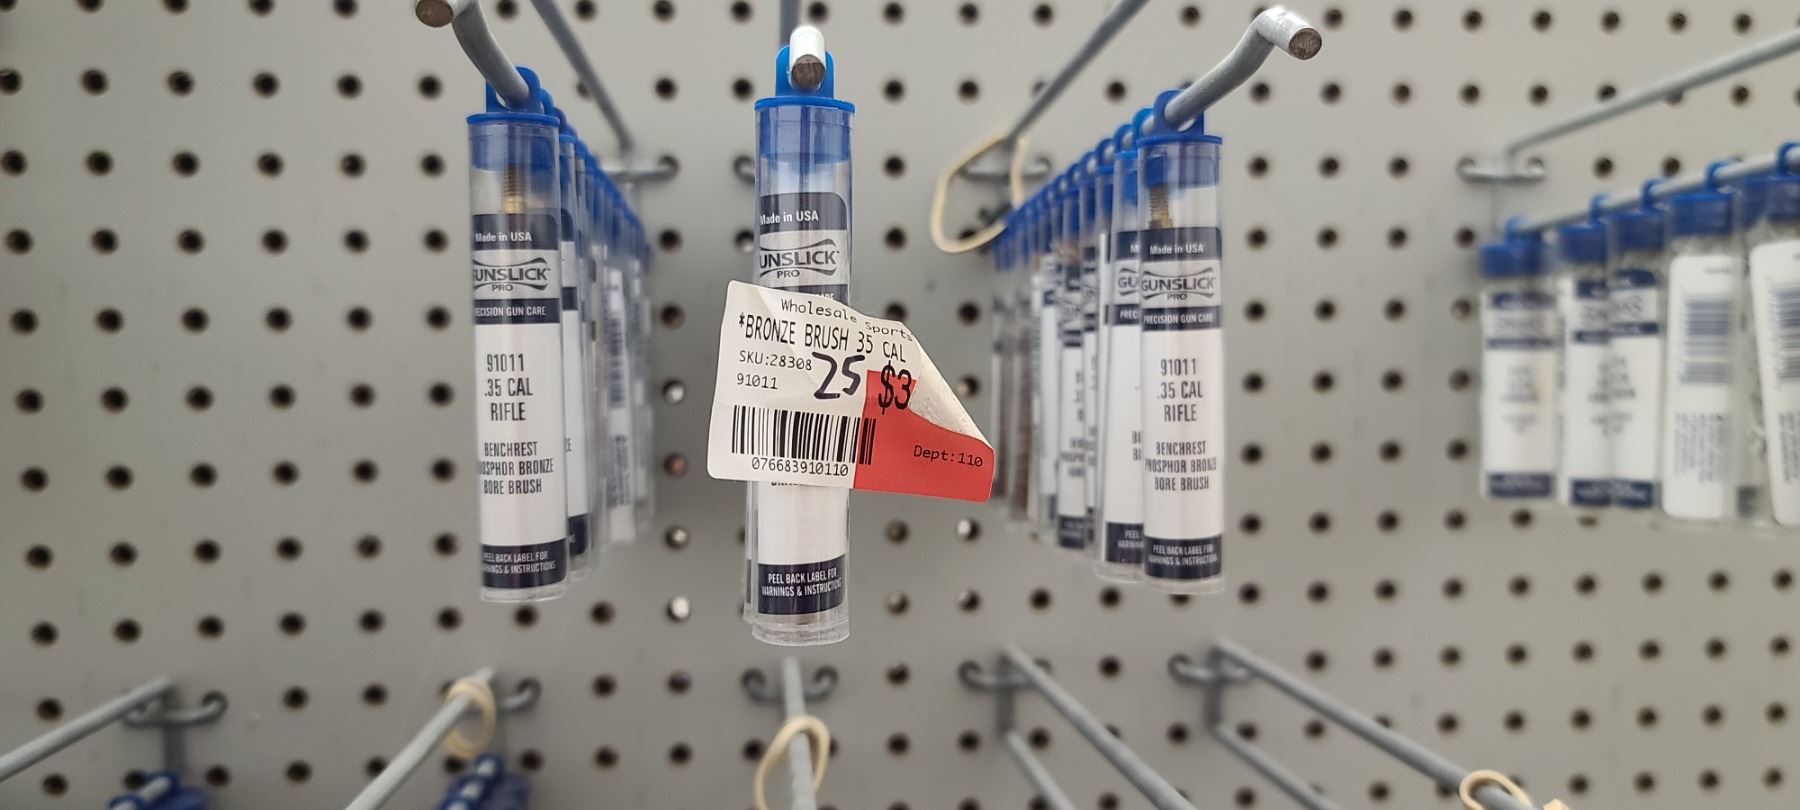 Made in USA
GUNSLICK
PRO
PRECISION GUN CARE
91011
.35 CAL
RIFLE
BENCHREST
PHOSPHOR BRONZE
BORE BRUSH
PEEL BACK LABEL FOR
WARNINGS & INSTRUCTIONS
Made in USA
UNSLICK
PRO
Wholesale Sports
*BRONZE BRUSH 35 CAL
SKU:28308
25 $3
91011
Dept:110
076683910110
PEEL BACK LABEL FOR
WARNINGS & INSTRUCTIONS
Made in USA
GU GUNSLICK
PRO
PREC PRECISION GUN CARE
91011
.35 CAL
RIFLE
BENCHREST
PHOSPHOR BRONZE
BORE BRUSH
PEEL BACK LABEL FOR
WARNINGS & INSTRUCTIONS